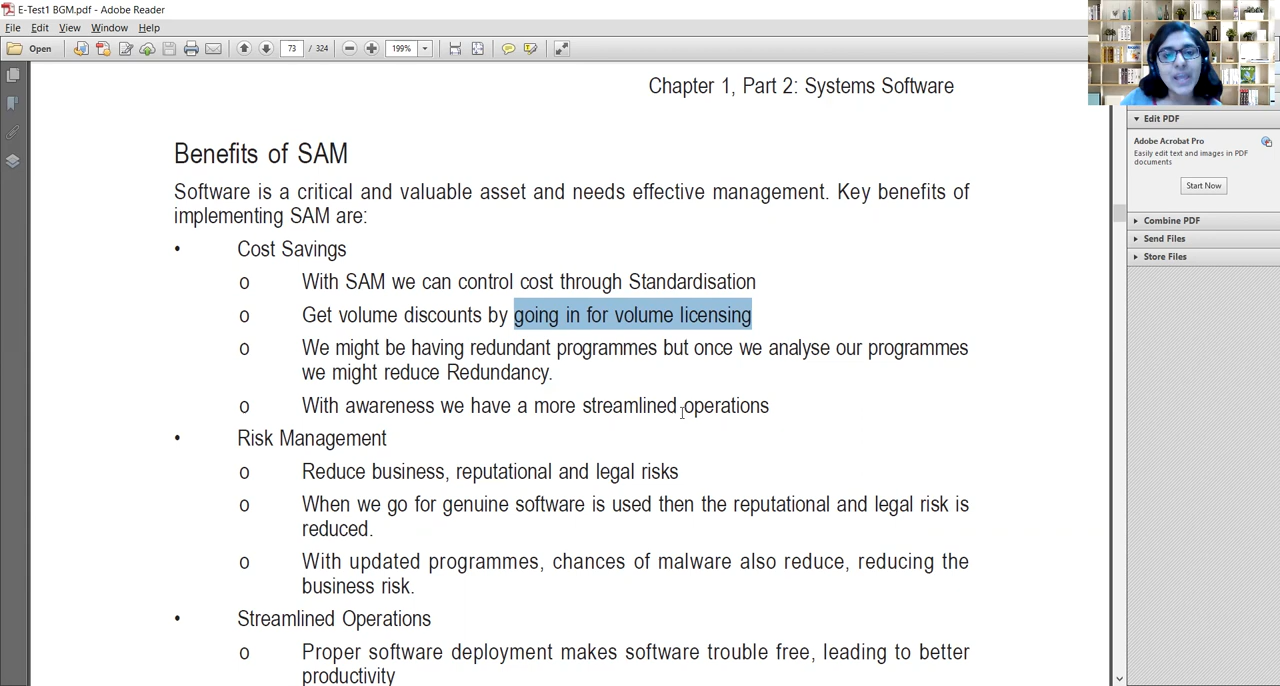 E-Test1 BGM.pdf - Adobe Reader
File Edit View Window Help
Open 73 / 324 199%
Chapter 1, Part 2: Systems Software
Benefits of SAM
Software is a critical and valuable asset and needs effective management. Key benefits of
implementing SAM are:
• Cost Savings
o With SAM we can control cost through Standardisation
o Get volume discounts by going in for volume licensing
o We might be having redundant programmes but once we analyse our programmes
we might reduce Redundancy.
o With awareness we have a more streamlined operations
• Risk Management
o Reduce business, reputational and legal risks
o When we go for genuine software is used then the reputational and legal risk is
reduced.
o With updated programmes, chances of malware also reduce, reducing the
business risk.
• Streamlined Operations
o Proper software deployment makes software trouble free, leading to better
productivity
Edit PDF
Adobe Acrobat Pro
Easily edit text and images in PDF
documents
Start Now
Combine PDF
Send Files
Store Files